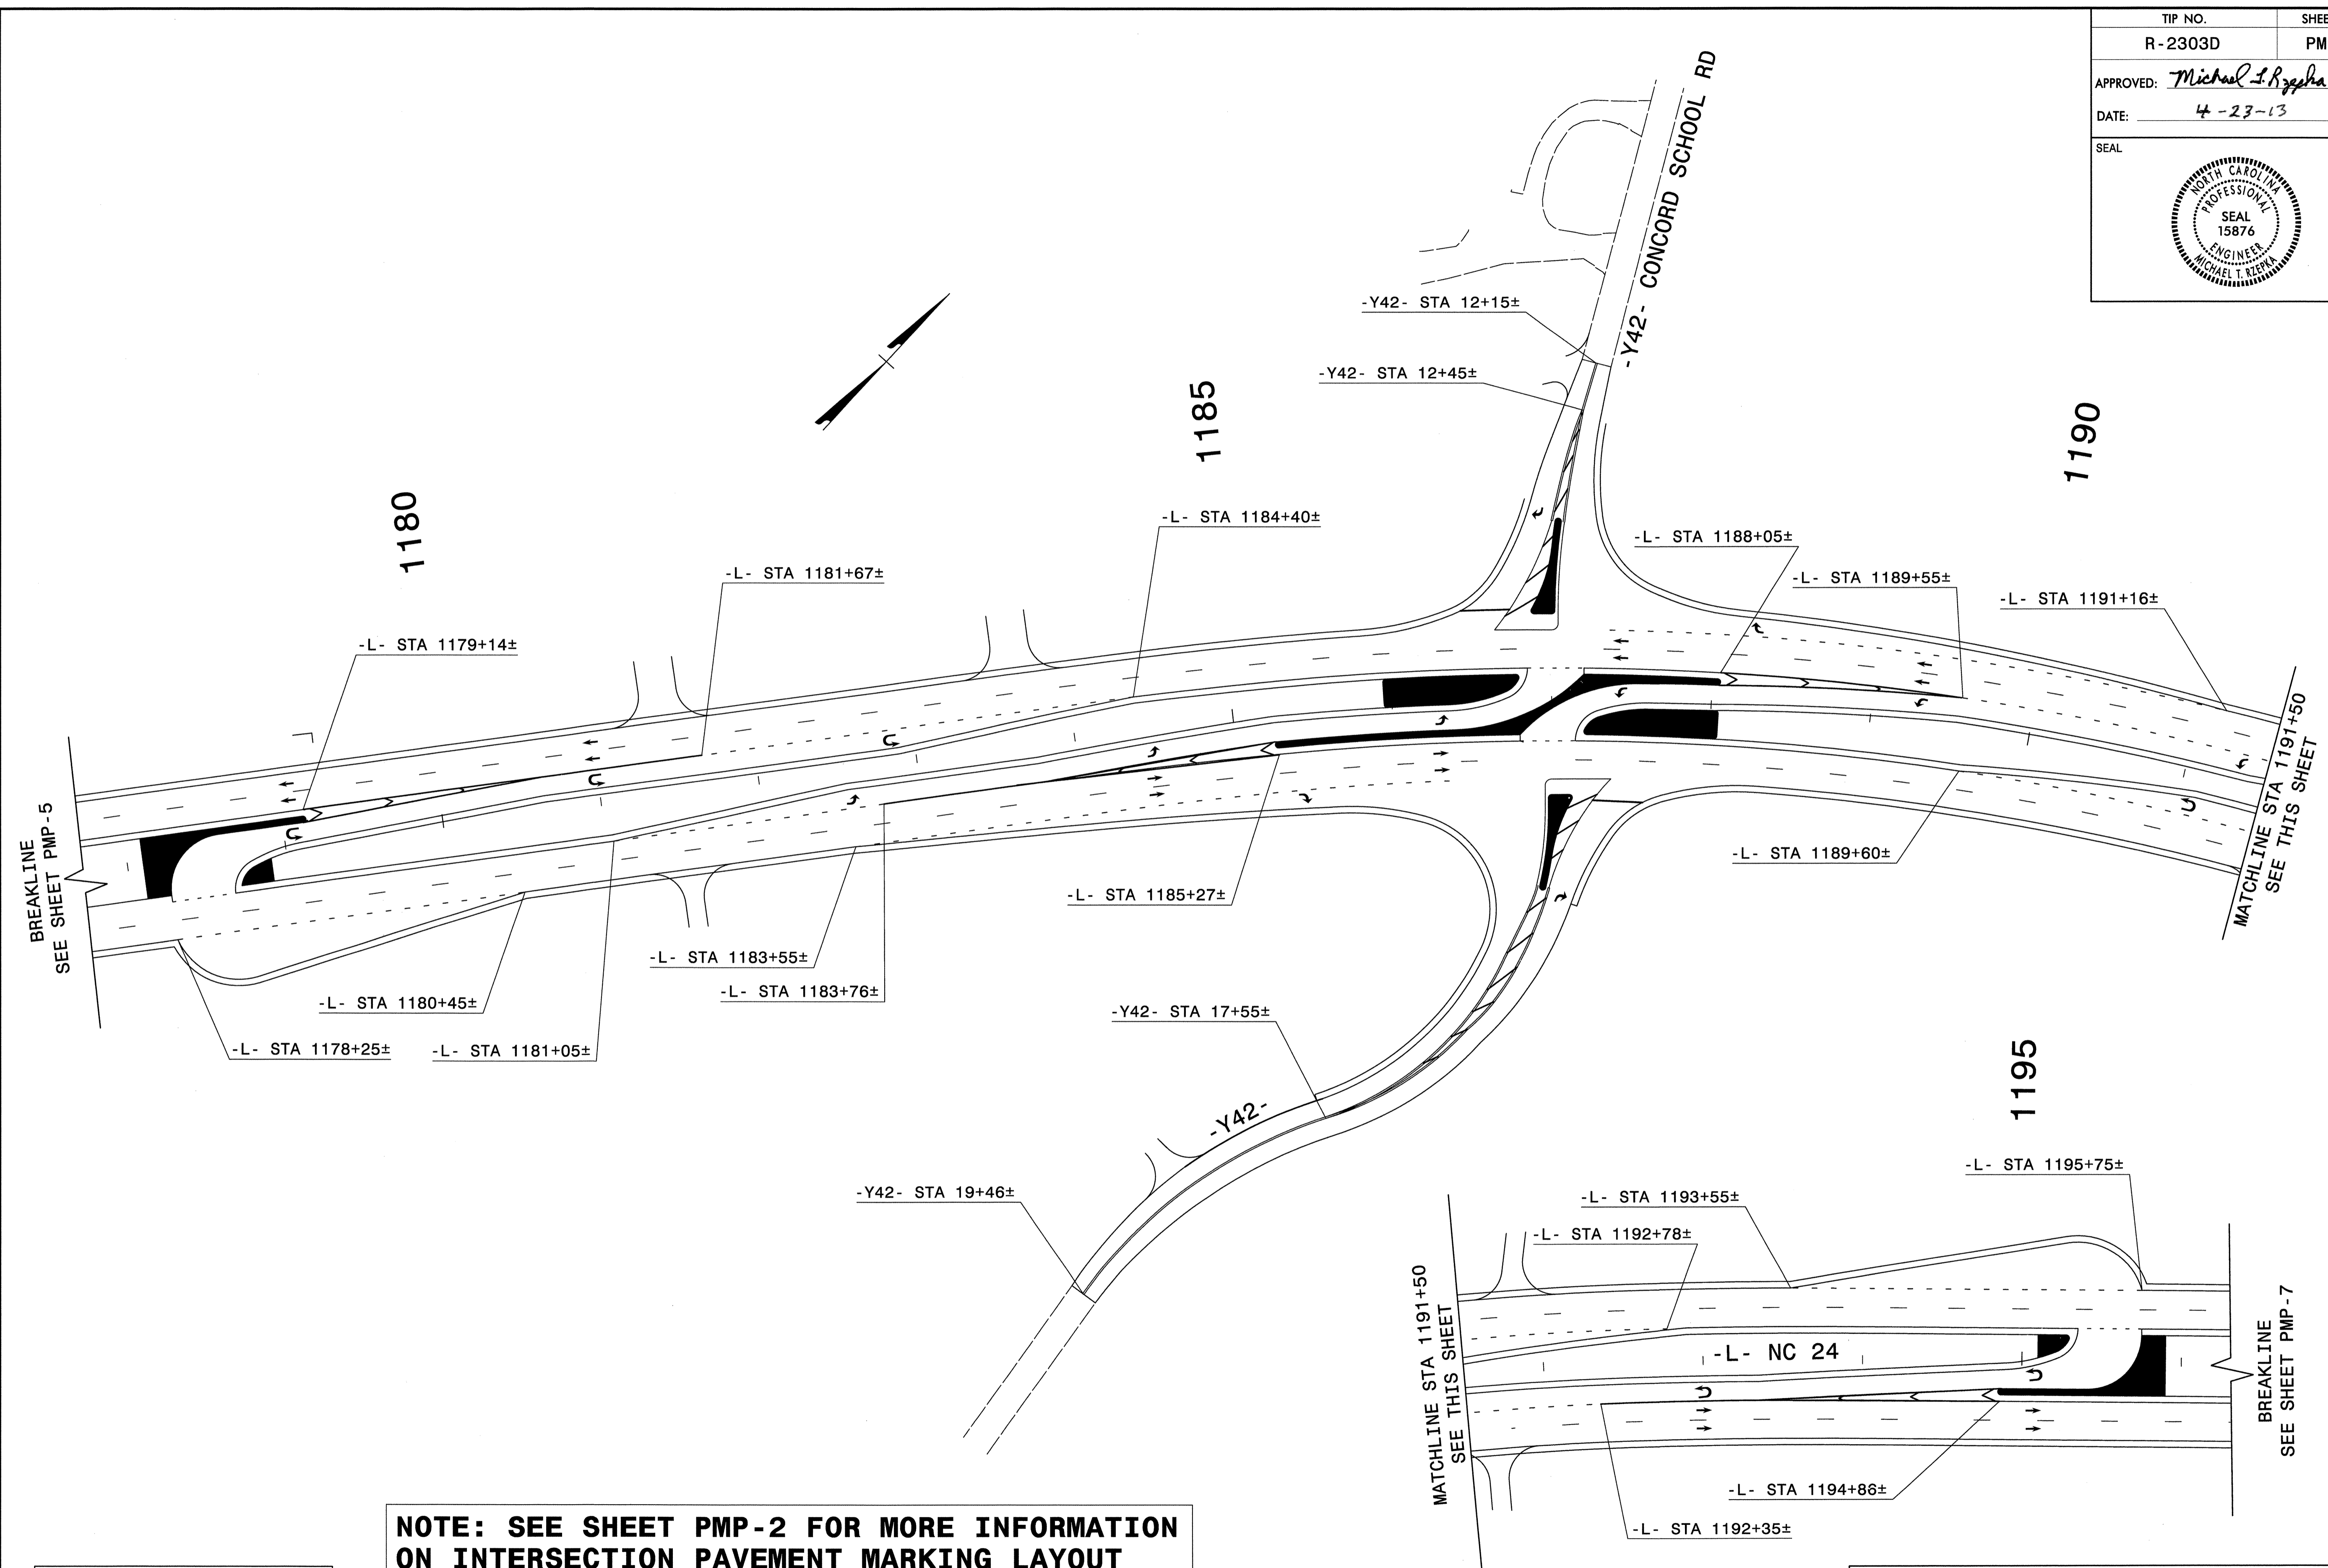 TIP NO.
SHEE
R-2303D
PM
APPROVED: Michael T. Rzepka
DATE: 4-23-13
SEAL
NORTH CAROLINA
PROFESSIONAL
SEAL
15876
ENGINEER
MICHAEL T. RZEPKA
-Y42- CONCORD SCHOOL RD
-Y42- STA 12+15±
-Y42- STA 12+45±
1185
1190
1180
-L- STA 1184+40±
-L- STA 1188+05±
-L- STA 1181+67±
-L- STA 1189+55±
-L- STA 1191+16±
-L- STA 1179+14±
BREAKLINE
SEE SHEET PMP-5
MATCHLINE STA 1191+50
SEE THIS SHEET
-L- STA 1189+60±
-L- STA 1185+27±
-L- STA 1183+55±
-L- STA 1183+76±
-L- STA 1180+45±
-L- STA 1178+25±
-L- STA 1181+05±
-Y42- STA 17+55±
-Y42-
-Y42- STA 19+46±
1195
-L- STA 1195+75±
-L- STA 1193+55±
-L- STA 1192+78±
MATCHLINE STA 1191+50
SEE THIS SHEET
-L- NC 24
BREAKLINE
SEE SHEET PMP-7
-L- STA 1194+86±
-L- STA 1192+35±
NOTE: SEE SHEET PMP-2 FOR MORE INFORMATION
ON INTERSECTION PAVEMENT MARKING LAYOUT